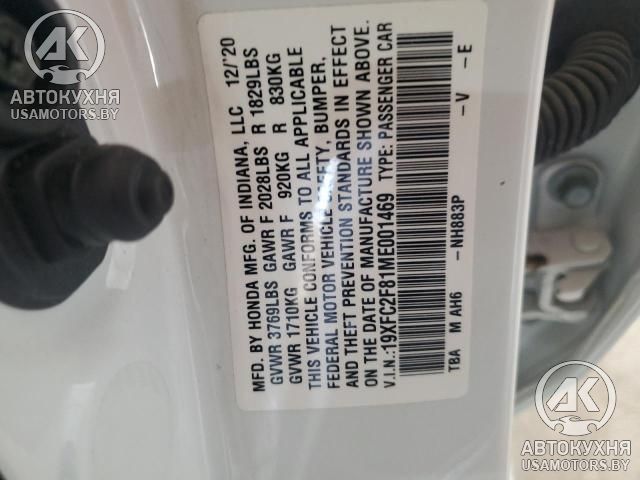 MFD. BY HONDA MFG. OF INDIANA, LLC 12/'20
GVWR 3769LBS GAWR F 2028LBS R 1829LBS
GVWR 1710KG GAWR F 920KG R 830KG
THIS VEHICLE CONFORMS TO ALL APPLICABLE
FEDERAL MOTOR VEHICLE SAFETY, BUMPER,
AND THEFT PREVENTION STANDARDS IN EFFECT
ON THE DATE OF MANUFACTURE SHOWN ABOVE.
V.I.N.:19XFC2F81ME001469 TYPE: PASSENGER CAR
TBA M AH6 -NH883P -V -E
АК
АВТОКУХНЯ
USAMOTORS.BY
АК
АВТОКУХНЯ
USAMOTORS.BY